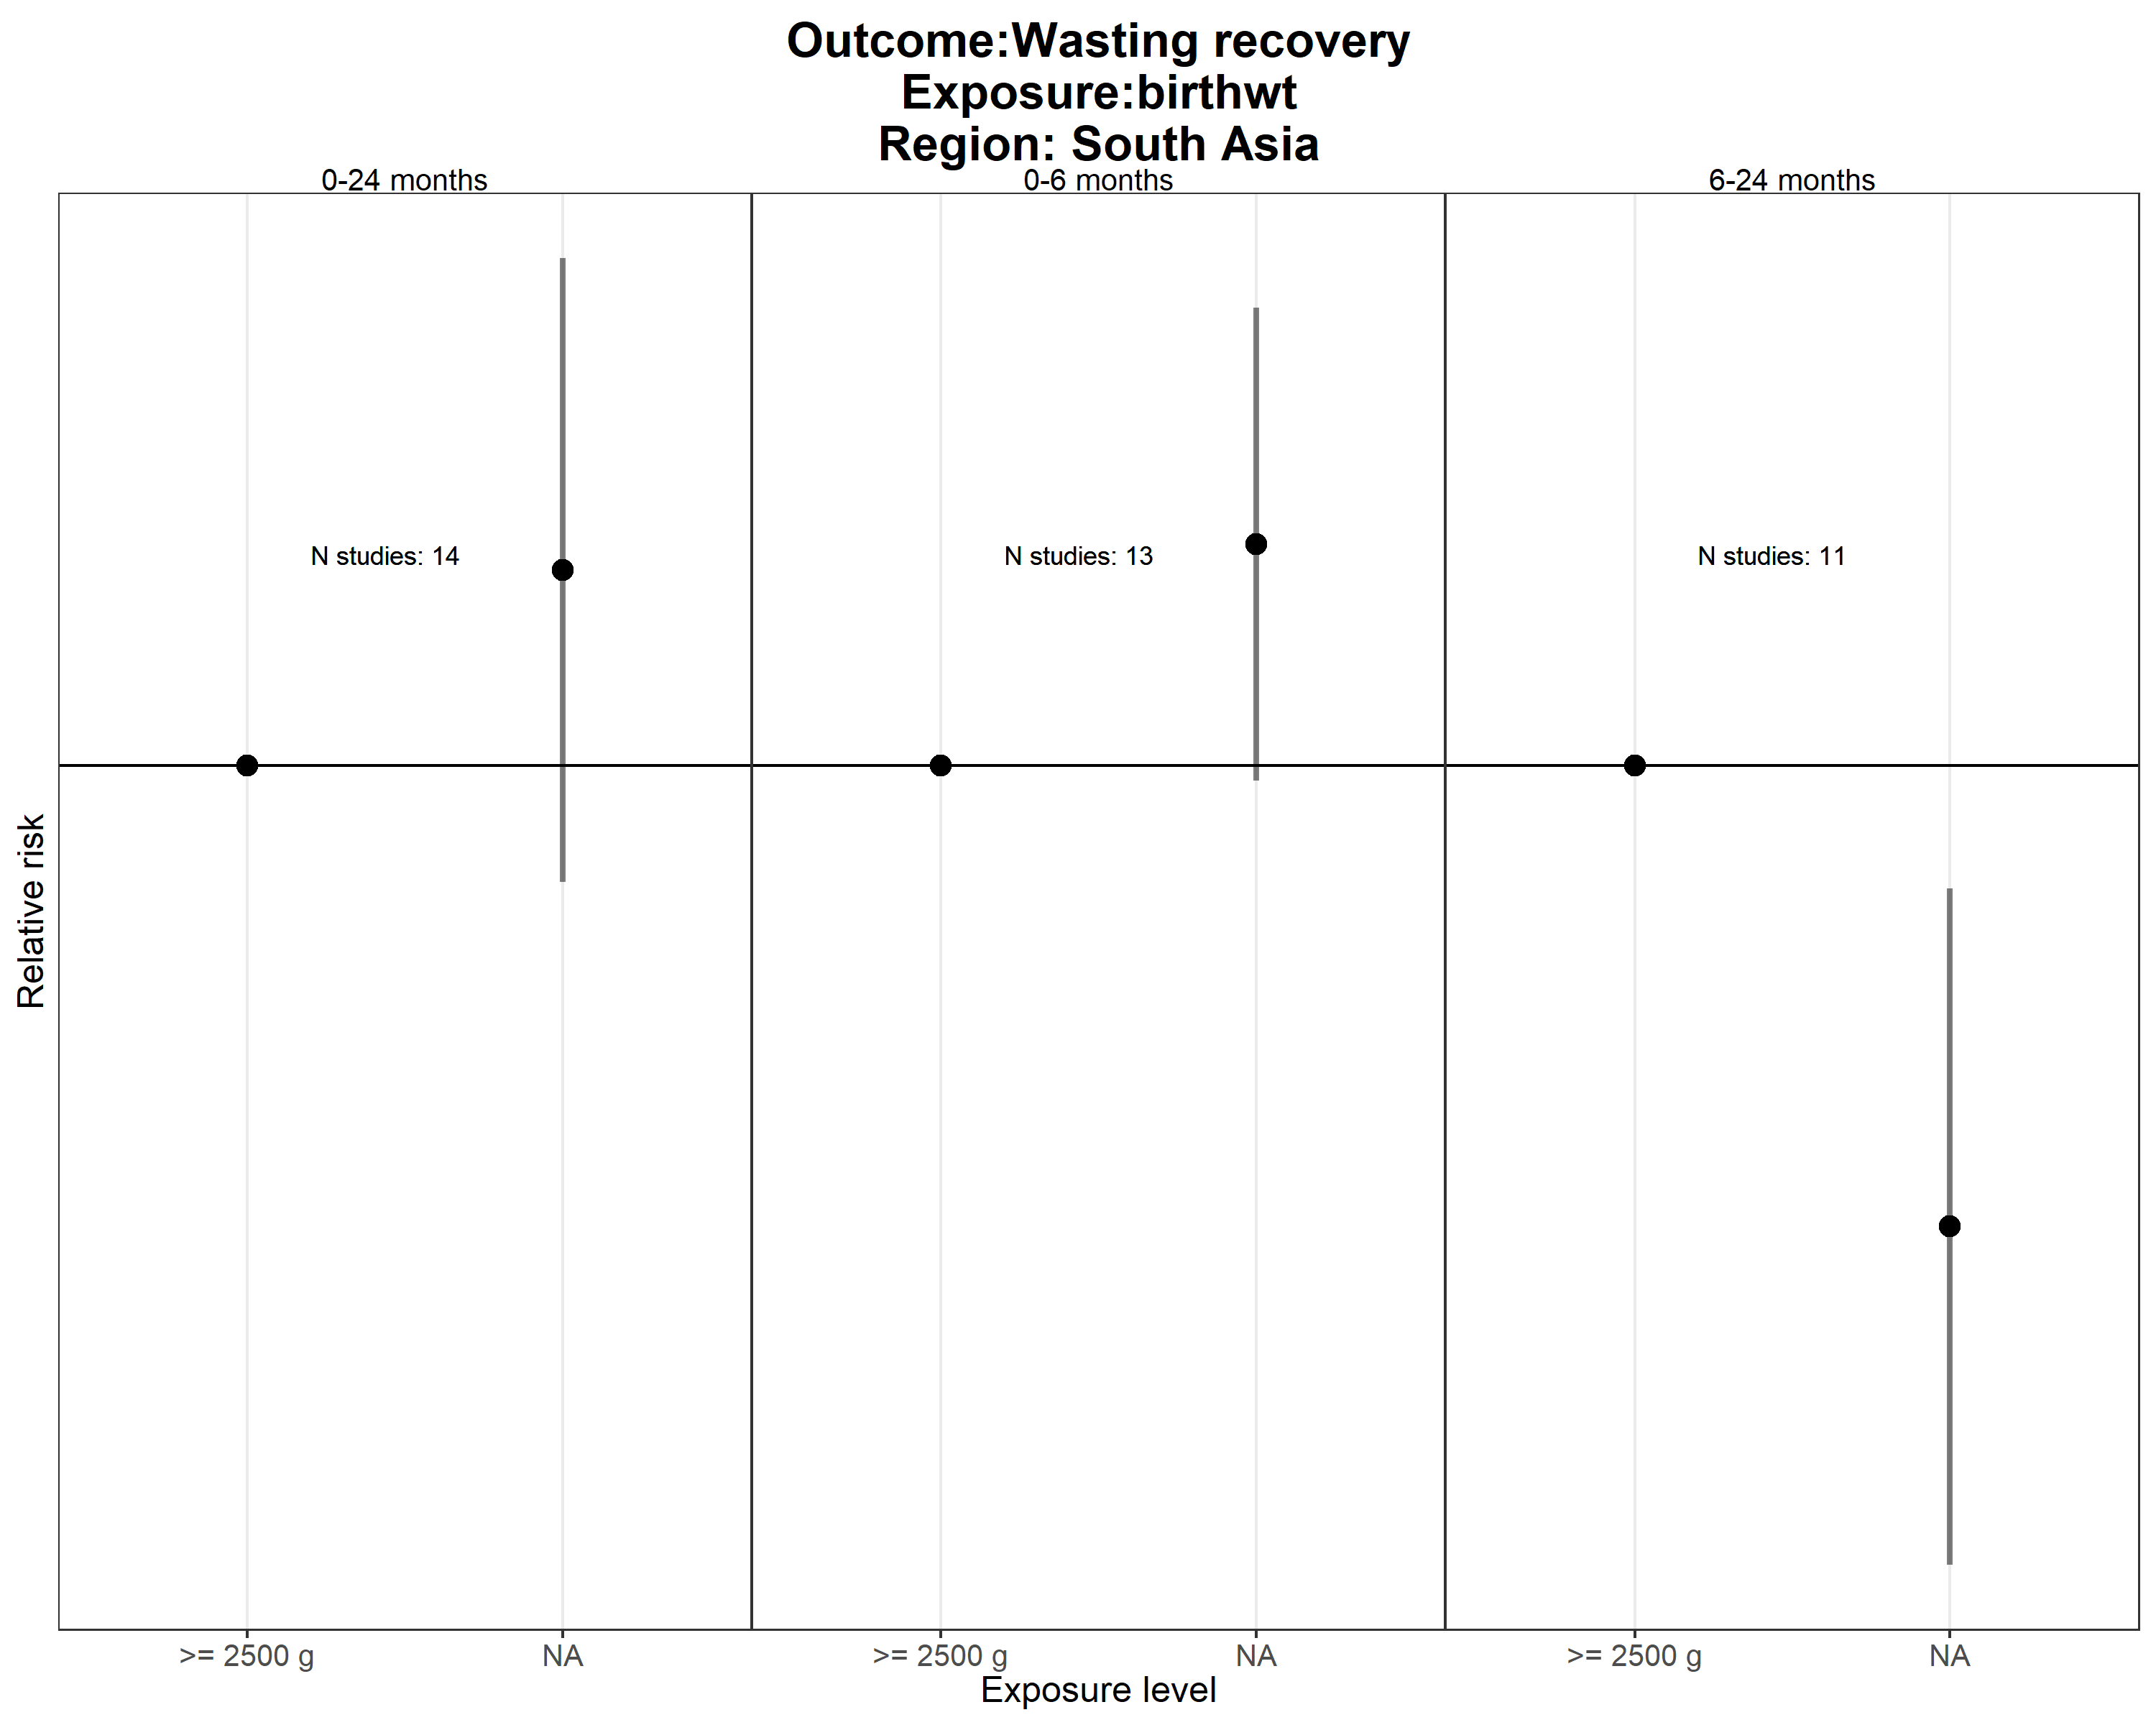 Outcome:Wasting recovery
Exposure:birthwt
Region: South Asia
0-24 months
0-6 months
6-24 months
N studies: 14
N studies: 13
N studies: 11
Relative risk
>= 2500 g
NA
>= 2500 g
NA
>= 2500 g
NA
Exposure level